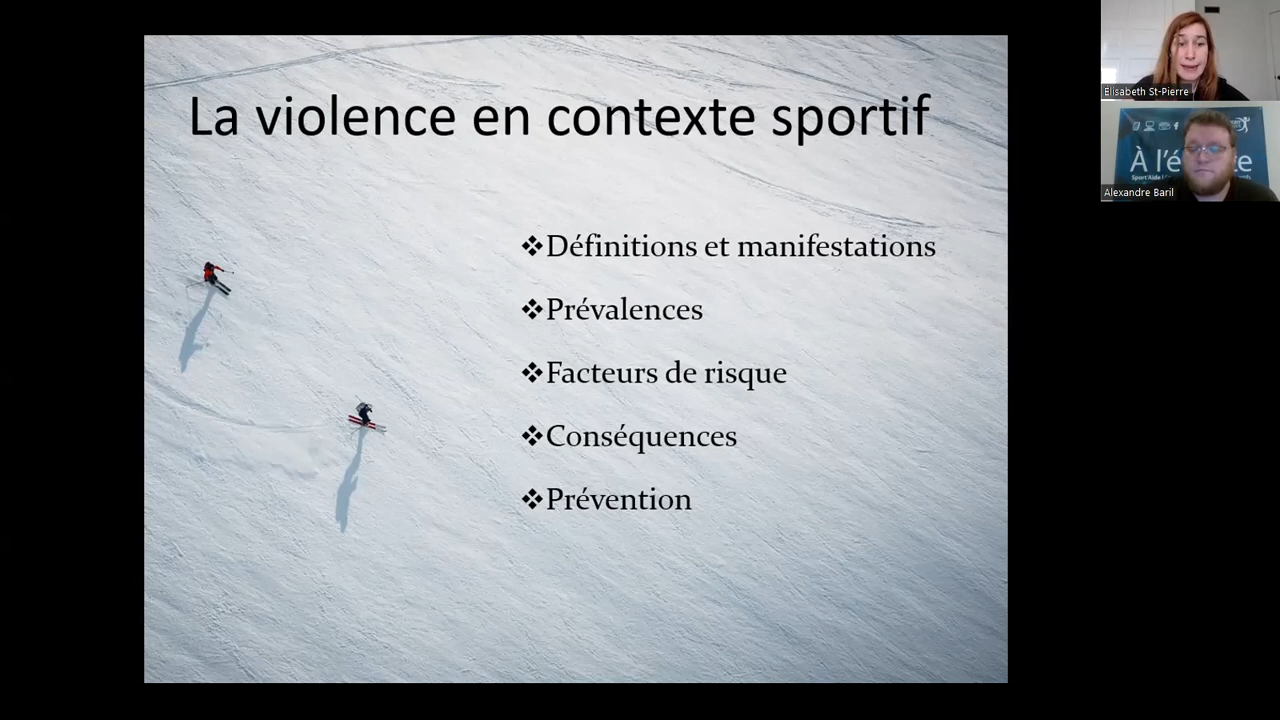 La violence en contexte sportif
❖Définitions et manifestations
❖Prévalences
❖Facteurs de risque
❖Conséquences
❖Prévention
Elisabeth St-Pierre
À l'é te
Sport'Aide
Alexandre Baril